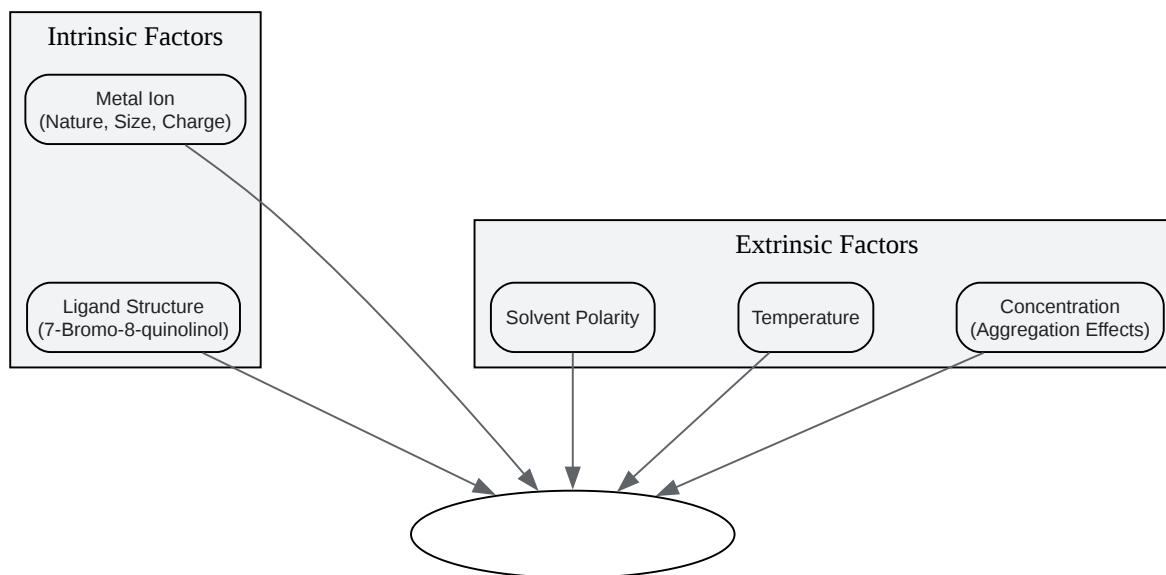 Intrinsic Factors
Metal Ion
(Nature, Size, Charge)
Extrinsic Factors
Ligand Structure
(7-Bromo-8-quinolinol)
Solvent Polarity
Temperature
Concentration
(Aggregation Effects)